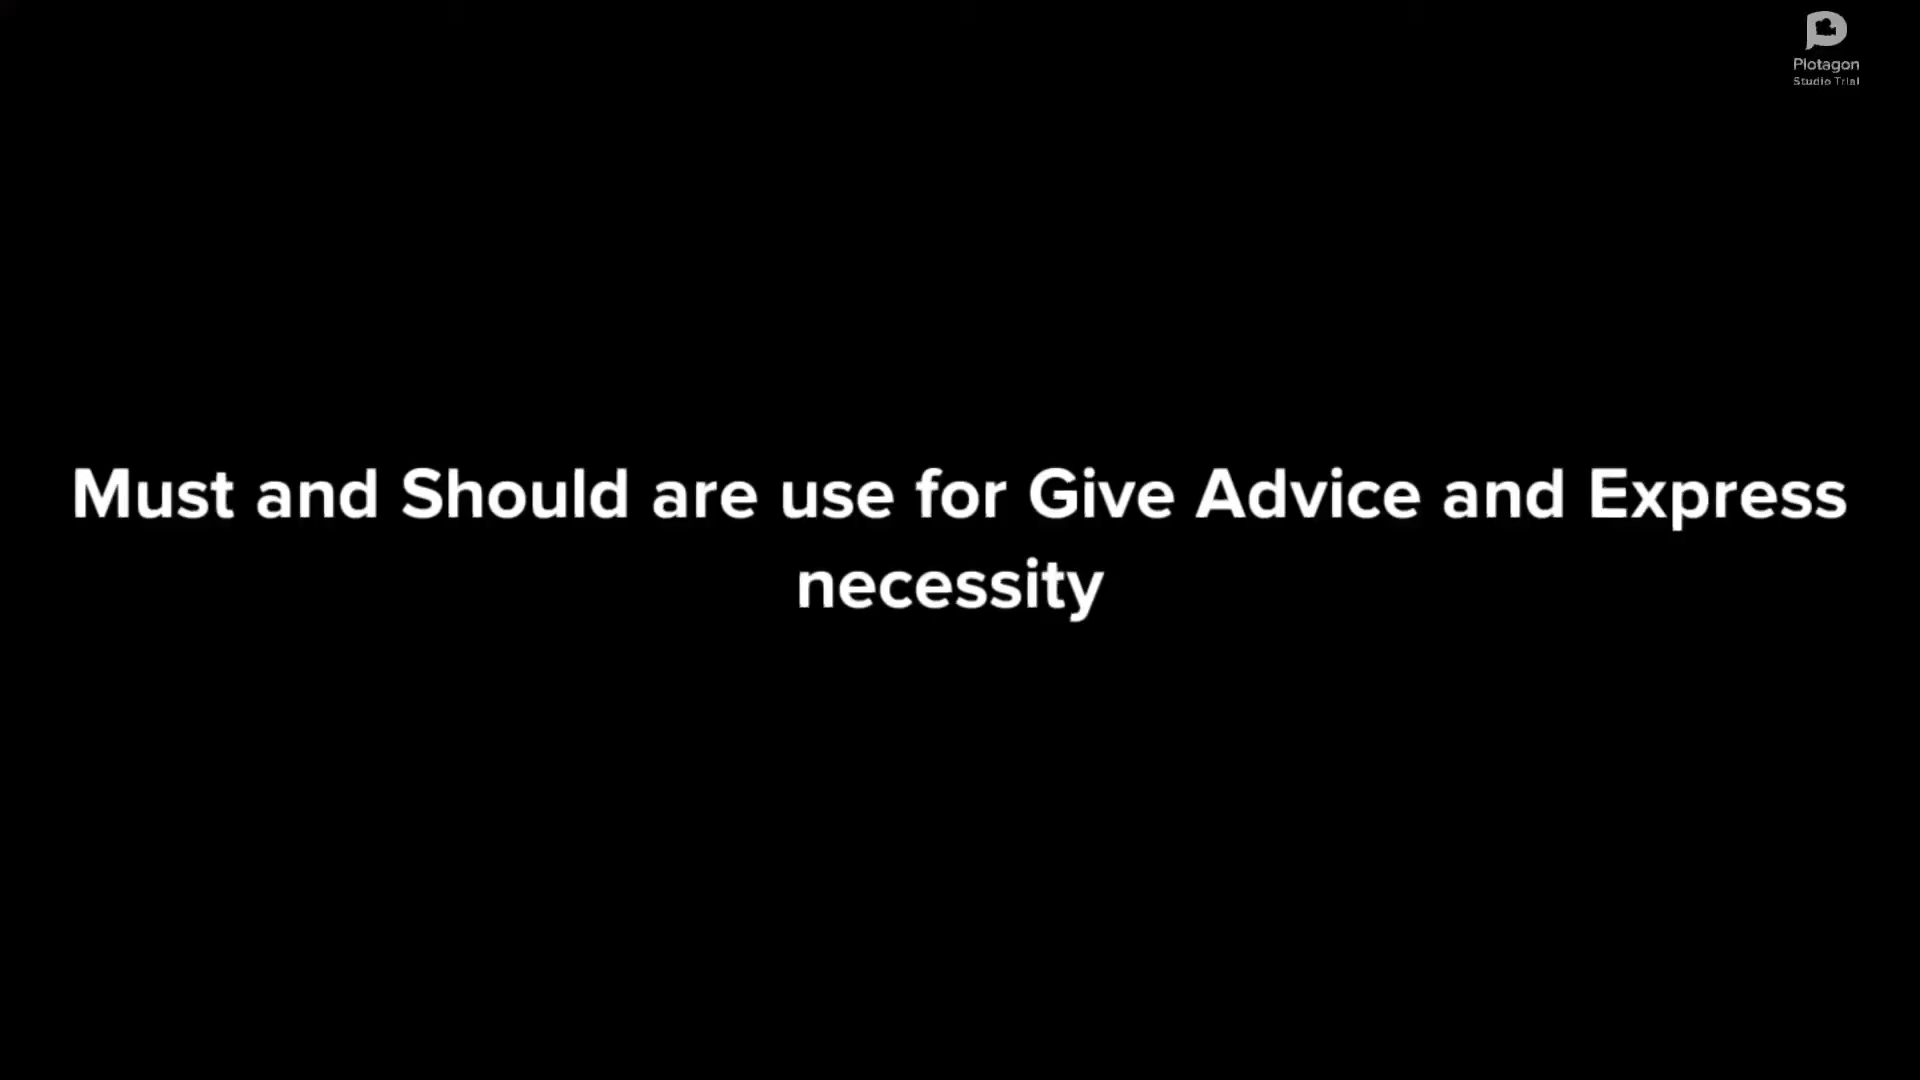 Plotagon
Studio Trial
Must and Should are use for Give Advice and Express
necessity